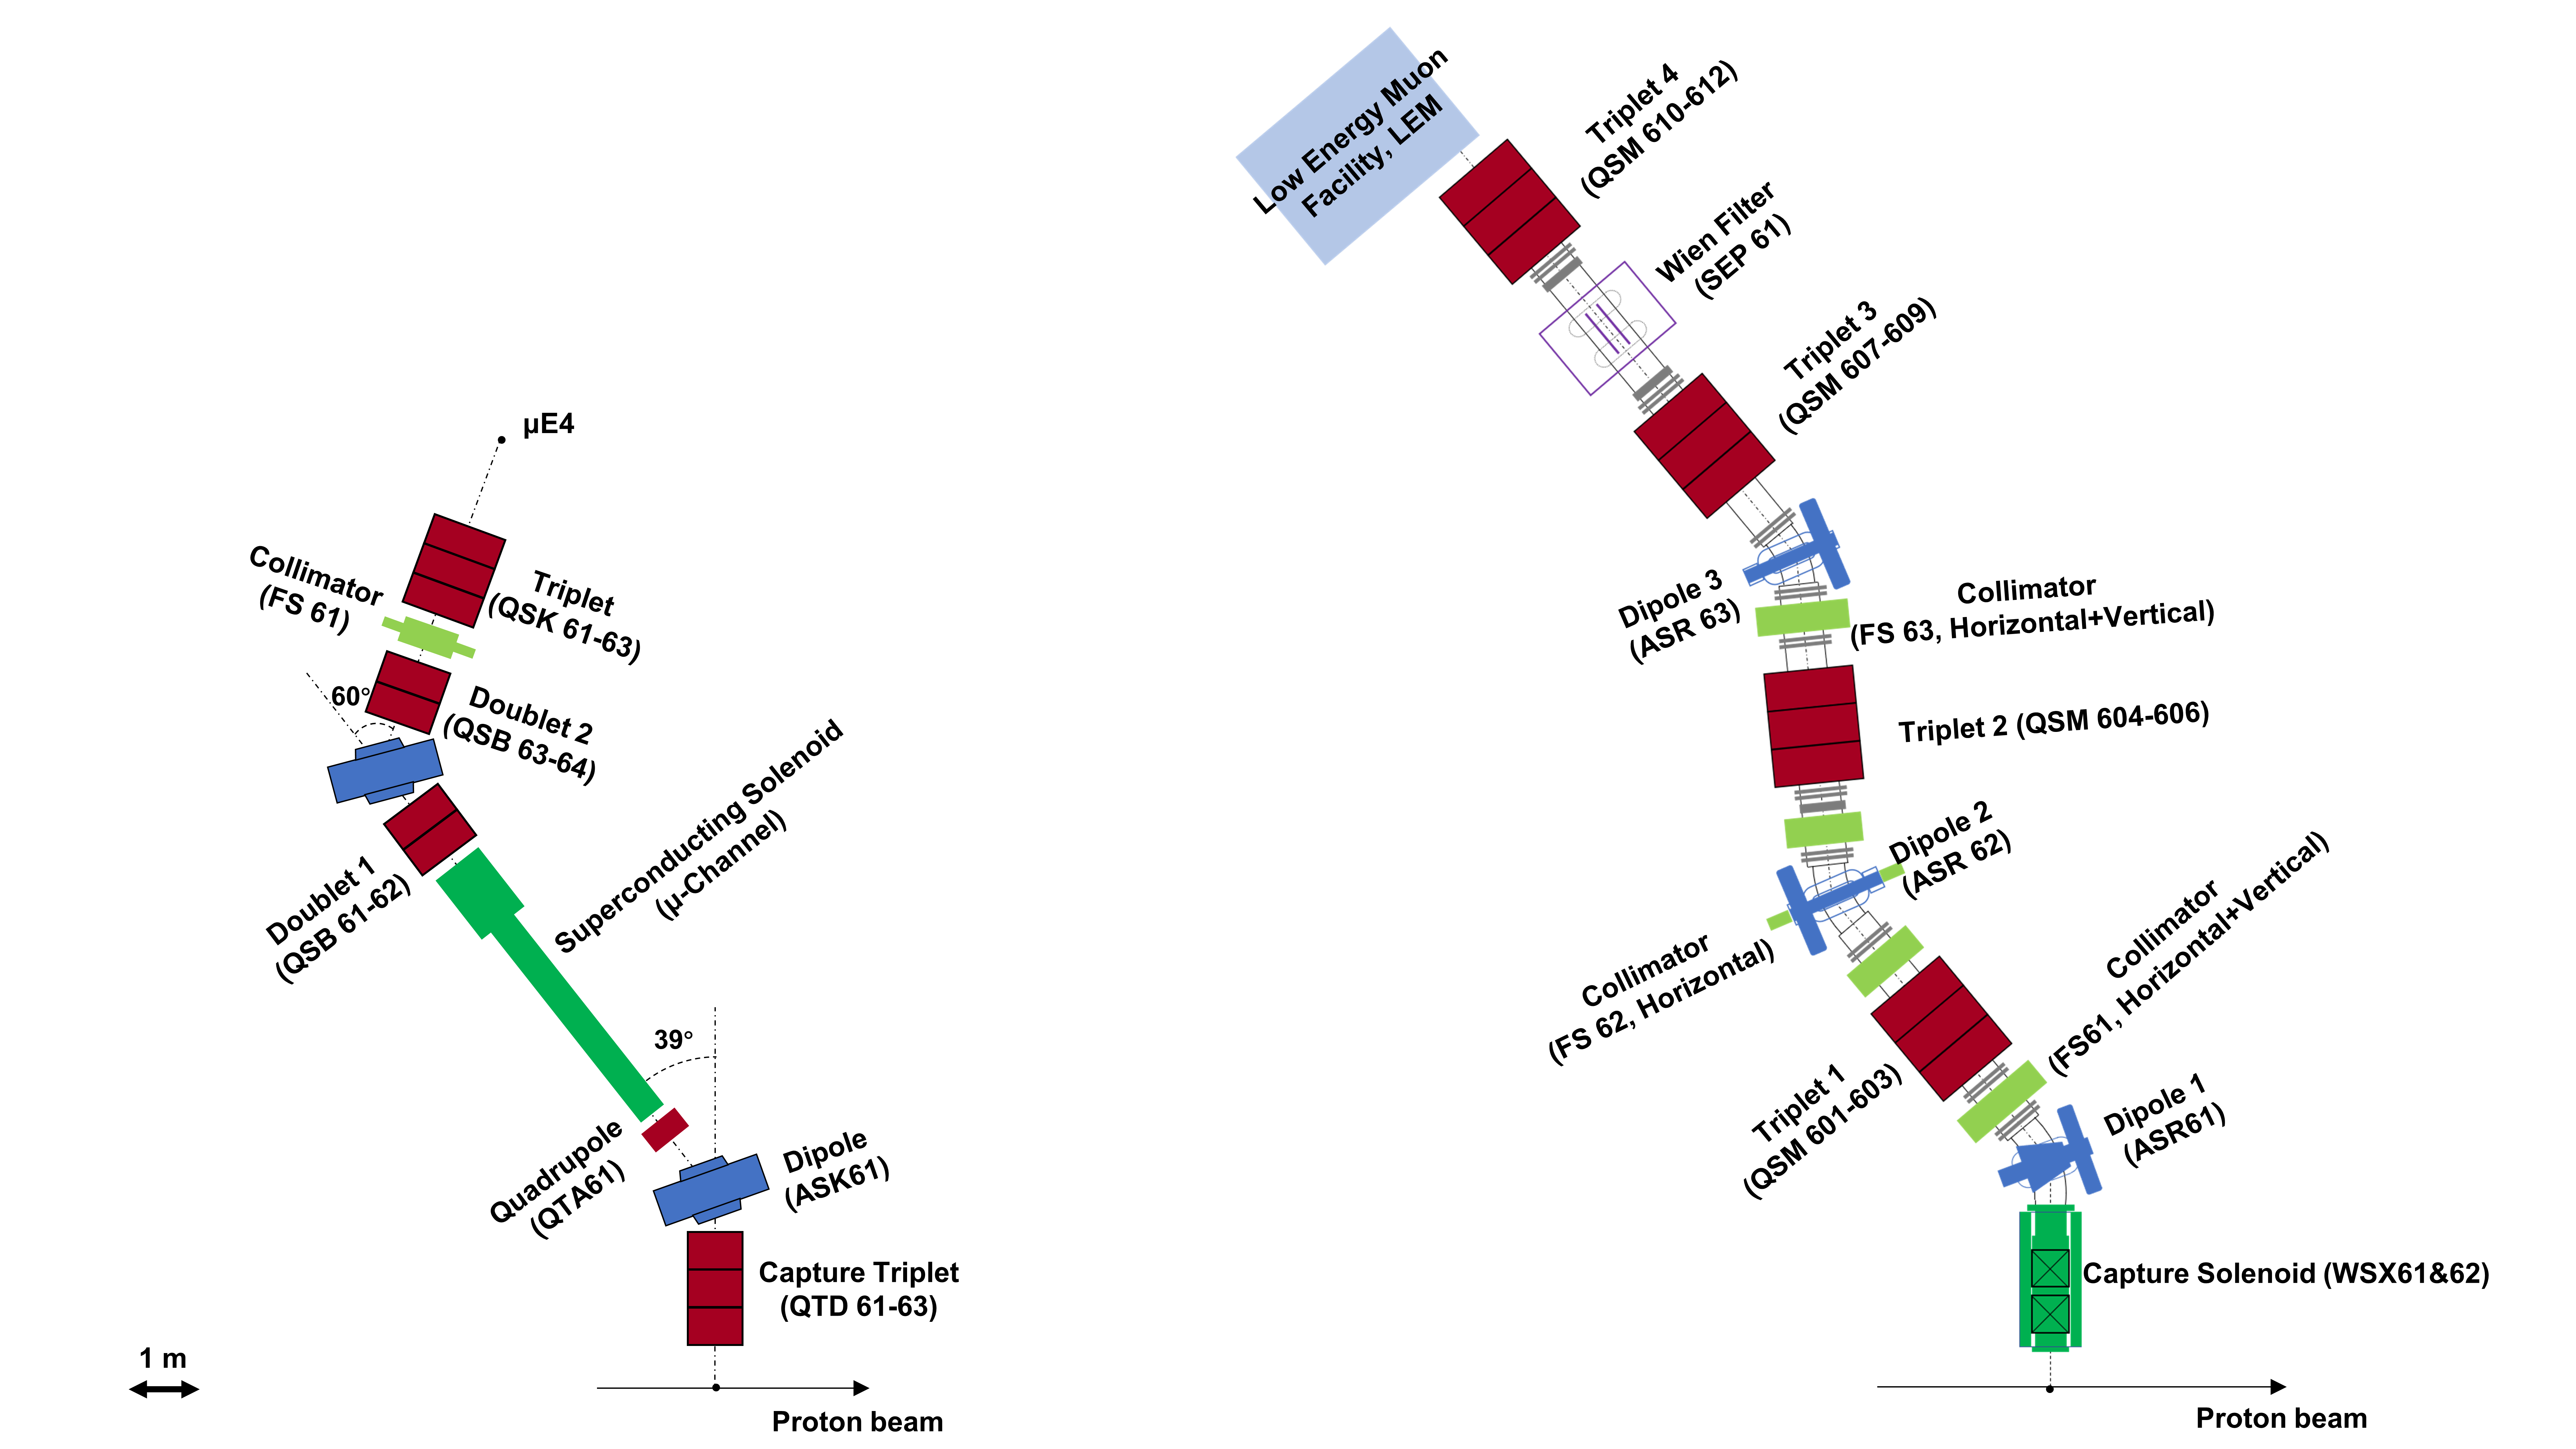 µE4
Collimator
(FS 61)
Triplet
(QSK 61-63)
60°
Doublet 2
(QSB 63-64)
Superconducting Solenoid
(µ-Channel)
Doublet 1
(QSB 61-62)
39°
Quadrupole
(QTA61)
Dipole
(ASK61)
Capture Triplet
(QTD 61-63)
1 m
Proton beam
Low Energy Muon
Facility, LEM
Triplet 4
(QSM 610-612)
Wien Filter
(SEP 61)
Triplet 3
(QSM 607-609)
Dipole 3
(ASR 63)
Collimator
(FS 63, Horizontal+Vertical)
Triplet 2 (QSM 604-606)
Dipole 2
(ASR 62)
Collimator
(FS 62, Horizontal)
Collimator
(FS61, Horizontal+Vertical)
Triplet 1
(QSM 601-603)
Dipole 1
(ASR61)
Capture Solenoid (WSX61&62)
Proton beam